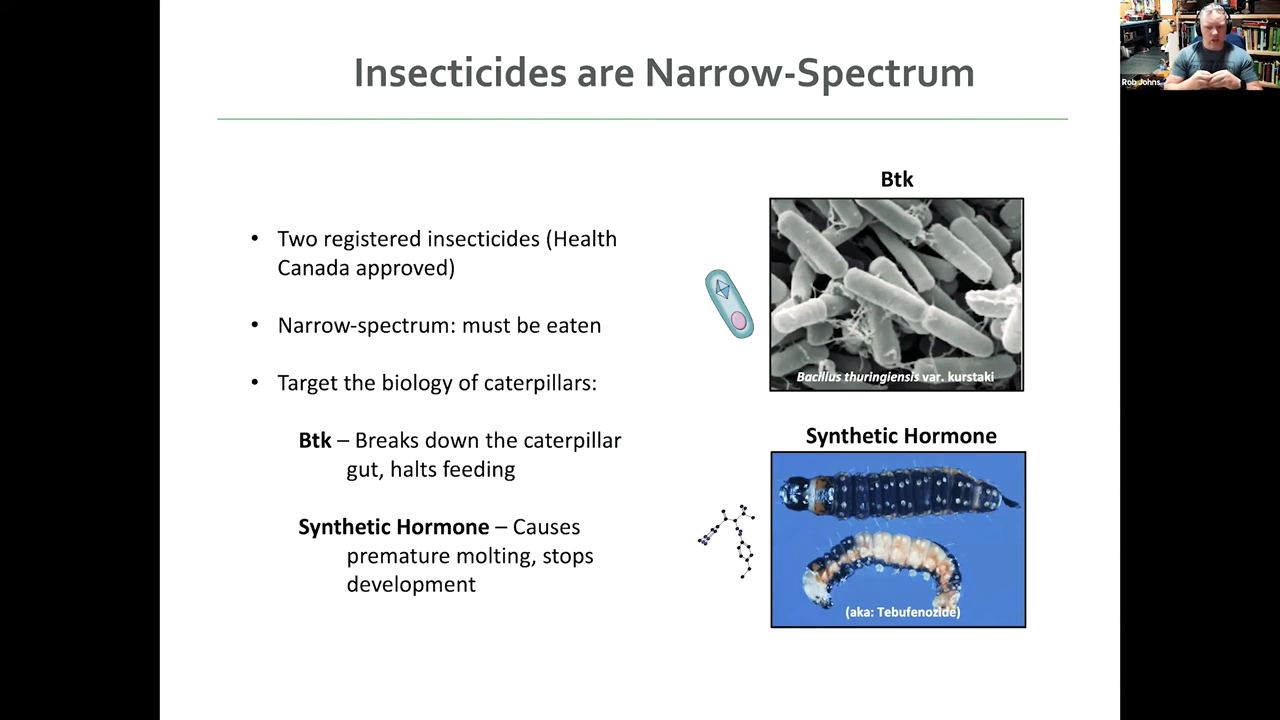 Insecticides are Narrow-Spectrum
Rob Johns
Btk
• Two registered insecticides (Health
Canada approved)
• Narrow-spectrum: must be eaten
• Target the biology of caterpillars:
Btk – Breaks down the caterpillar
gut, halts feeding
Synthetic Hormone – Causes
premature molting, stops
development
Bacillus thuringiensis var. kurstaki
Synthetic Hormone
(aka: Tebufenozide)